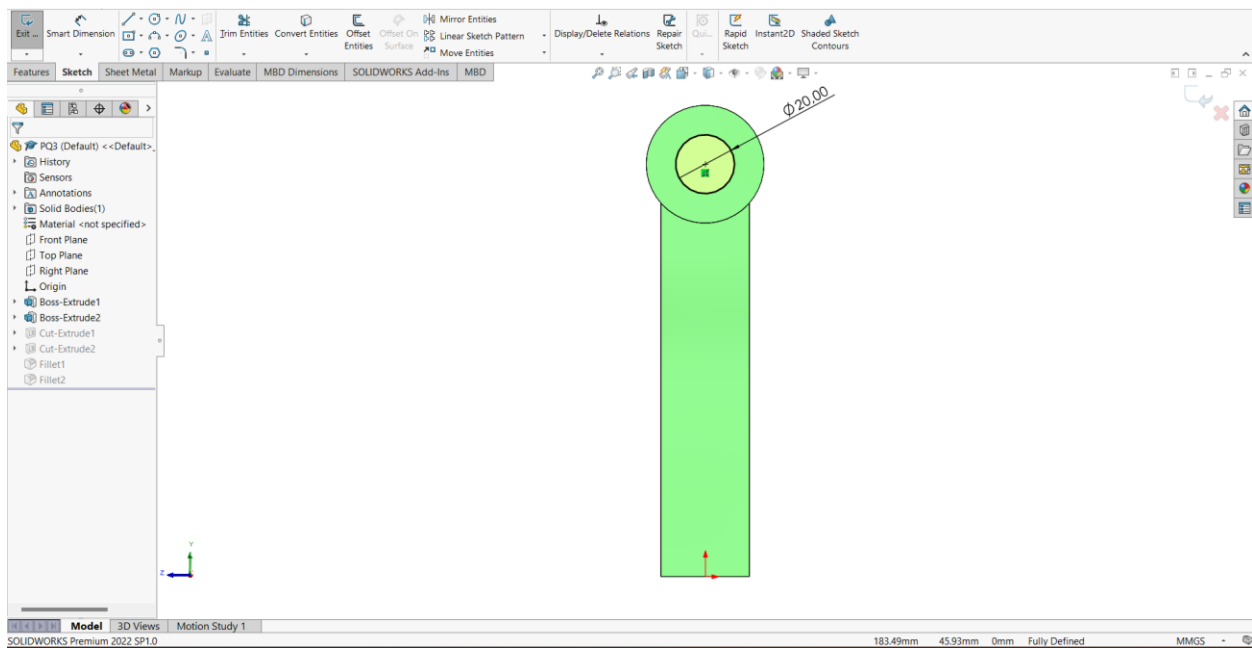 Exit ...
Smart Dimension
Trim Entities
Convert Entities
Offset Entities
Offset On Surface
Mirror Entities
Linear Sketch Pattern
Move Entities
Display/Delete Relations
Repair Sketch
Qui...
Rapid Sketch
Instant2D
Shaded Sketch Contours
Features Sketch Sheet Metal Markup Evaluate MBD Dimensions SOLIDWORKS Add-Ins MBD
PQ3 (Default) <<Default>_
History
Sensors
Annotations
Solid Bodies(1)
Material <not specified>
Front Plane
Top Plane
Right Plane
Origin
Boss-Extrude1
Boss-Extrude2
Cut-Extrude1
Cut-Extrude2
Fillet1
Fillet2
Ø20,00
Y
Z
Model 3D Views Motion Study 1
SOLIDWORKS Premium 2022 SP1.0 183.49mm 45.93mm 0mm Fully Defined MMGS